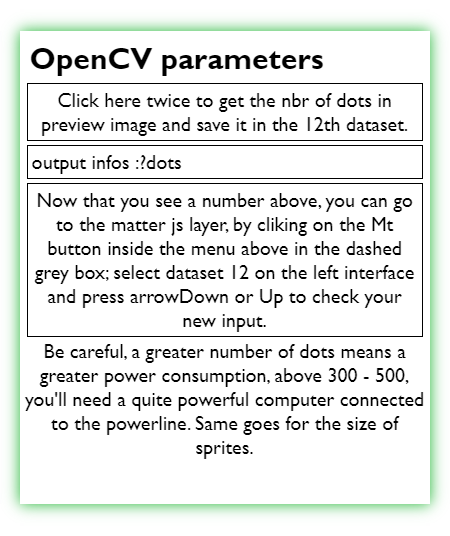 OpenCV parameters
Click here twice to get the nbr of dots in
preview image and save it in the 12th dataset.
output infos :?dots
Now that you see a number above, you can go
to the matter js layer, by cliking on the Mt
button inside the menu above in the dashed
grey box; select dataset 12 on the left interface
and press arrowDown or Up to check your
new input.
Be careful, a greater number of dots means a
greater power consumption, above 300 - 500,
you'll need a quite powerful computer connected
to the powerline. Same goes for the size of
sprites.